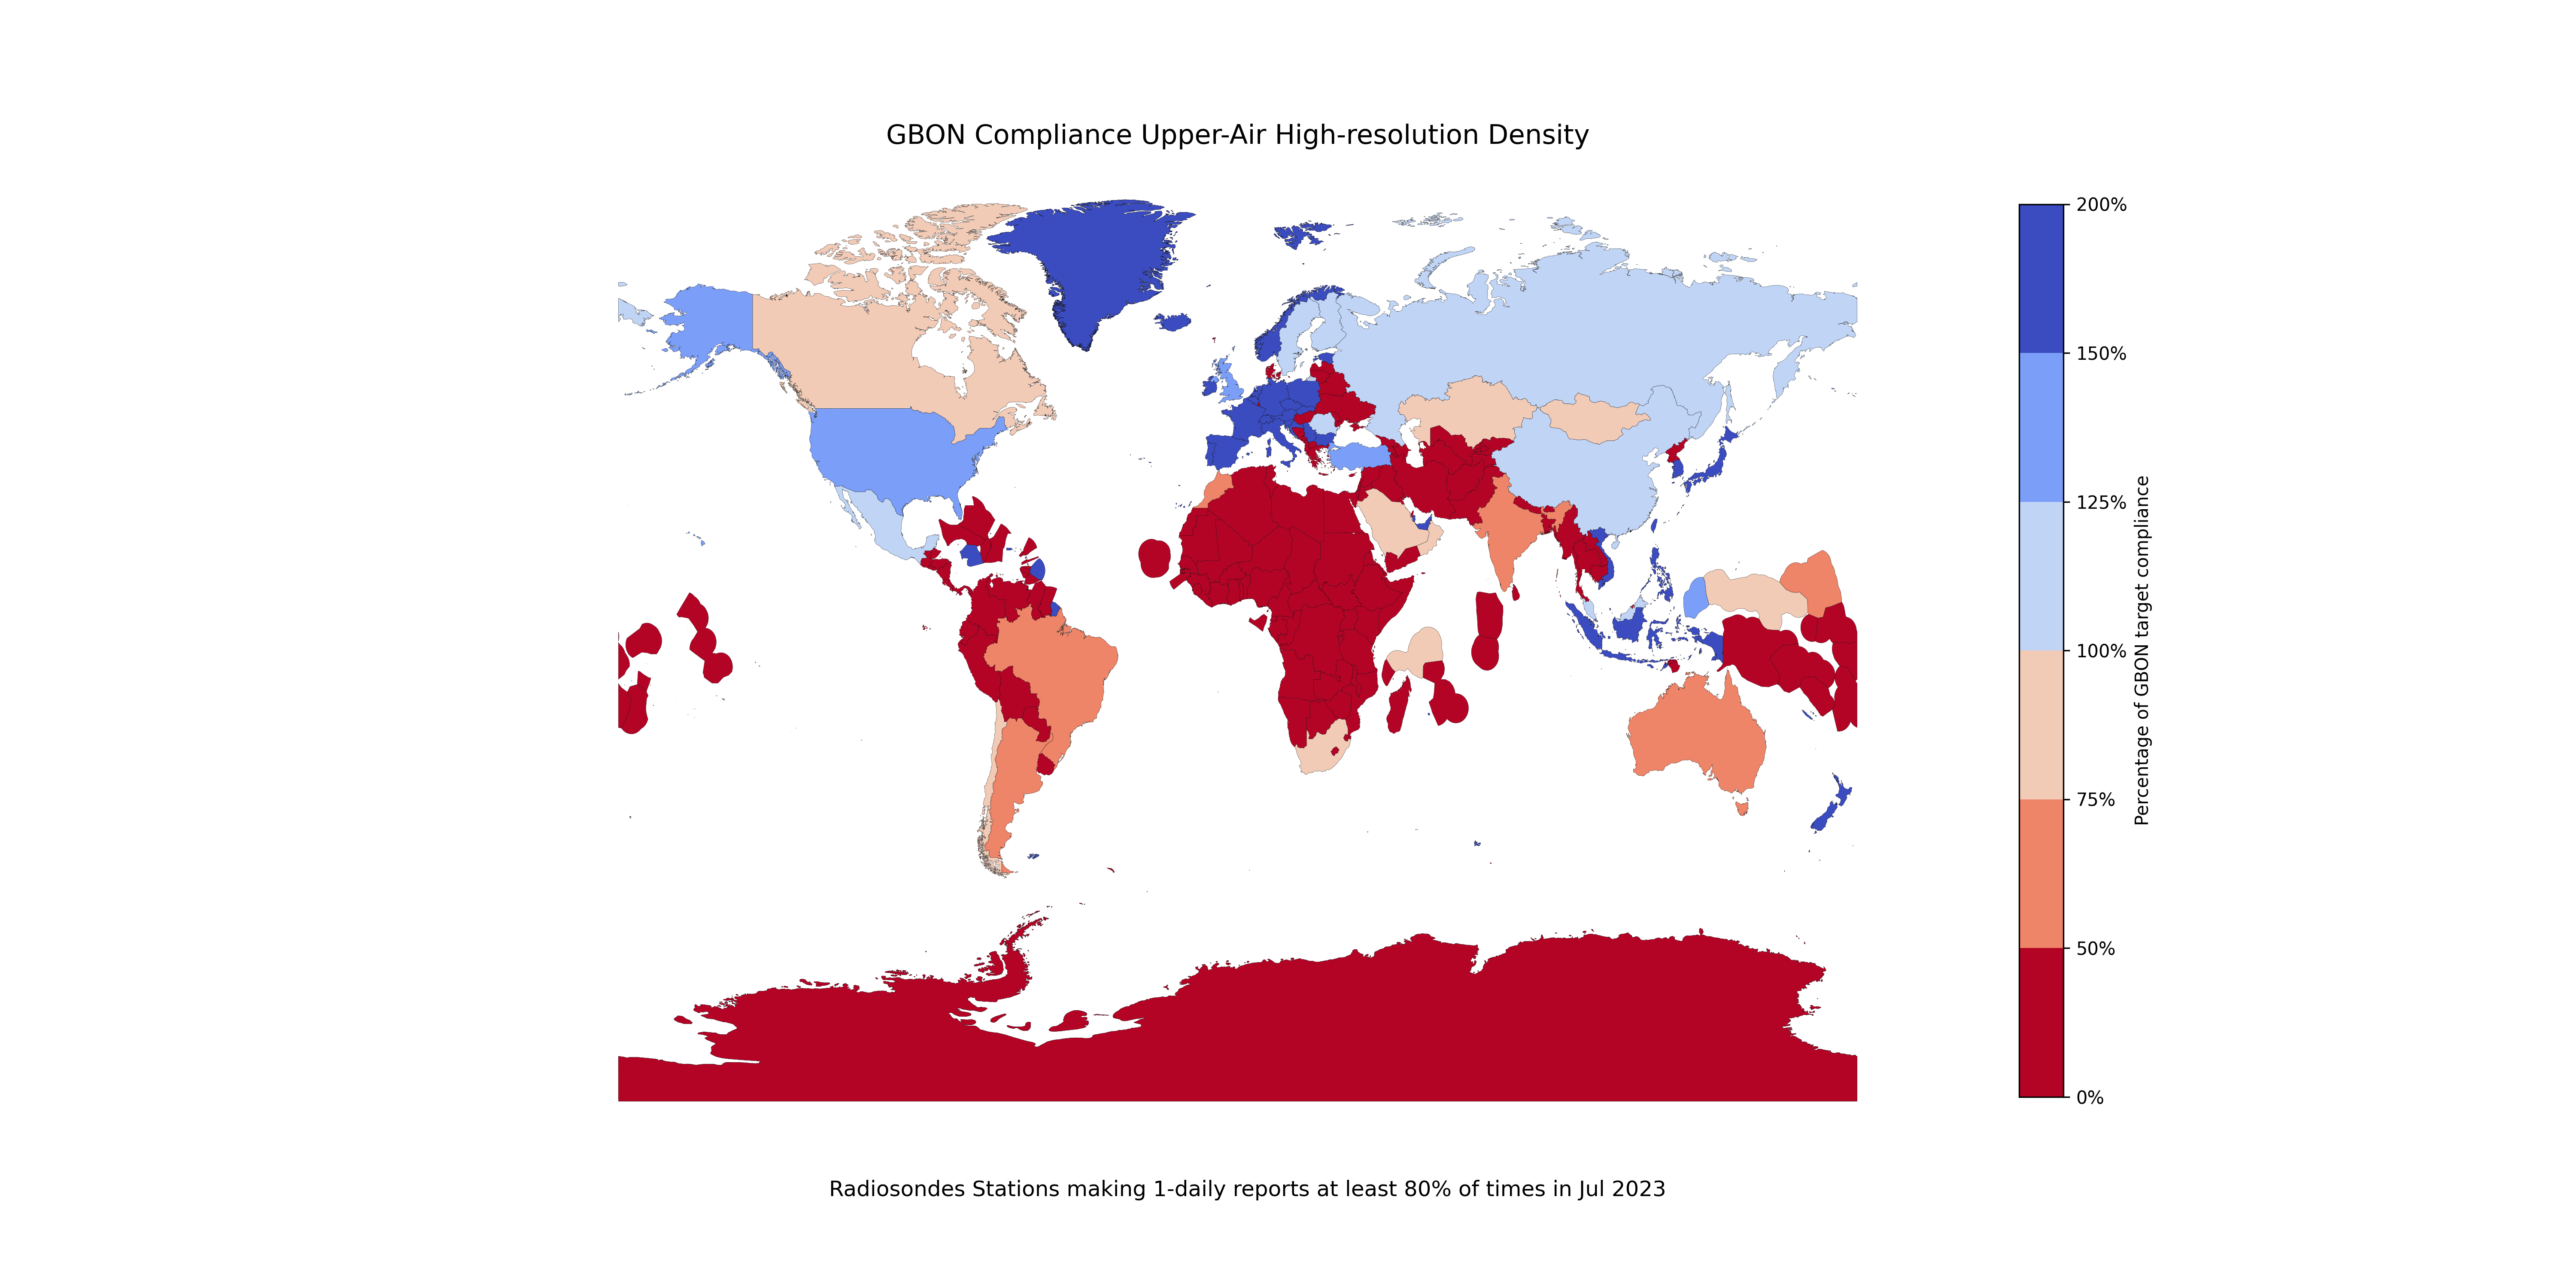 GBON Compliance Upper-Air High-resolution Density
200%
150%
125%
100%
75%
50%
0%
Percentage of GBON target compliance
Radiosondes Stations making 1-daily reports at least 80% of times in Jul 2023